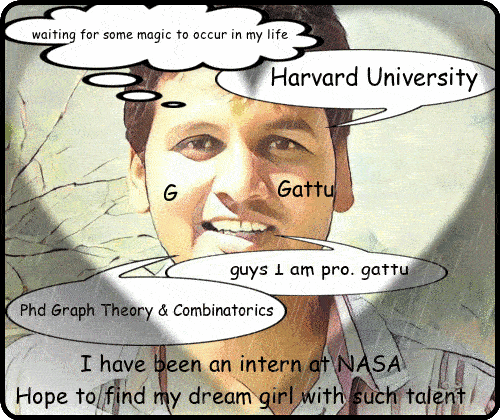 waiting for some magic to occur in my life
Harvard University
G
Gattu
guys I am pro. gattu
Phd Graph Theory & Combinatorics
I have been an intern at NASA
Hope to find my dream girl with such talent